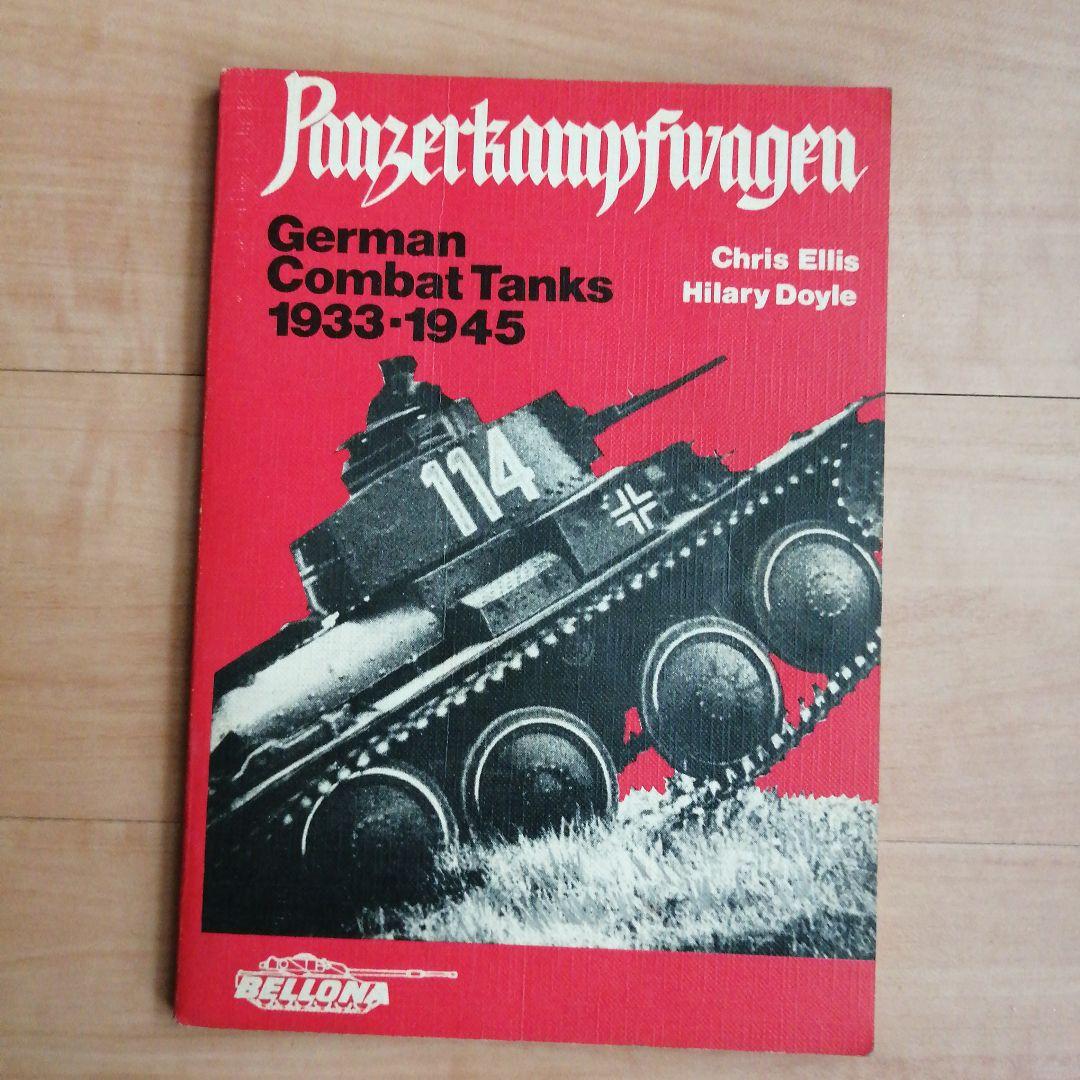 Panzerkampfwagen
German
Combat Tanks
1933-1945
Chris Ellis
Hilary Doyle
114
BELLONA